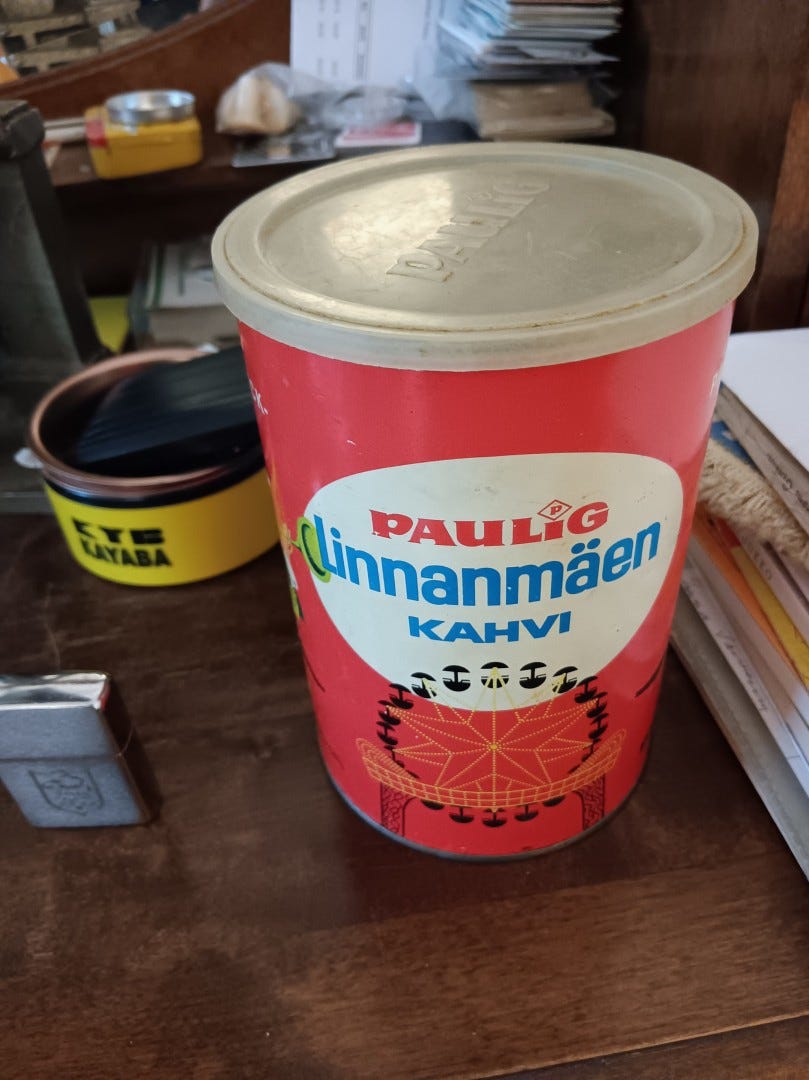 PAULIG
PAULIG
P
Linnanmäen
KAHVI
KYB
KAYABA